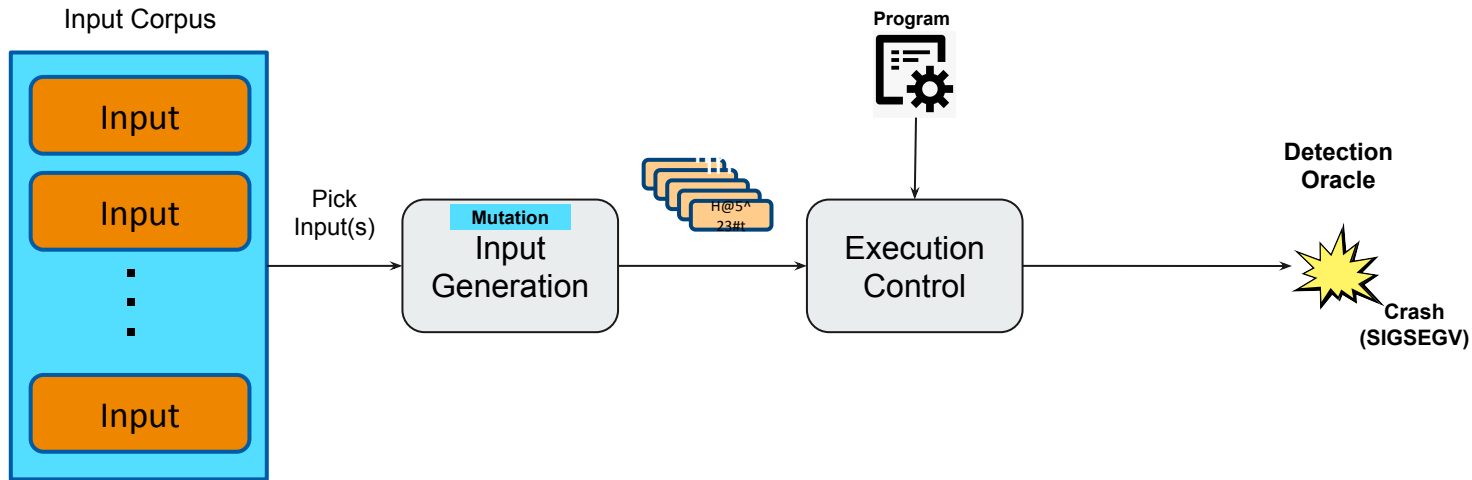 Input Corpus
Input
Input
Input
Pick
Input(s)
Mutation
Input
Generation
H@5^
23#t
Program
Execution
Control
Detection
Oracle
Crash
(SIGSEGV)